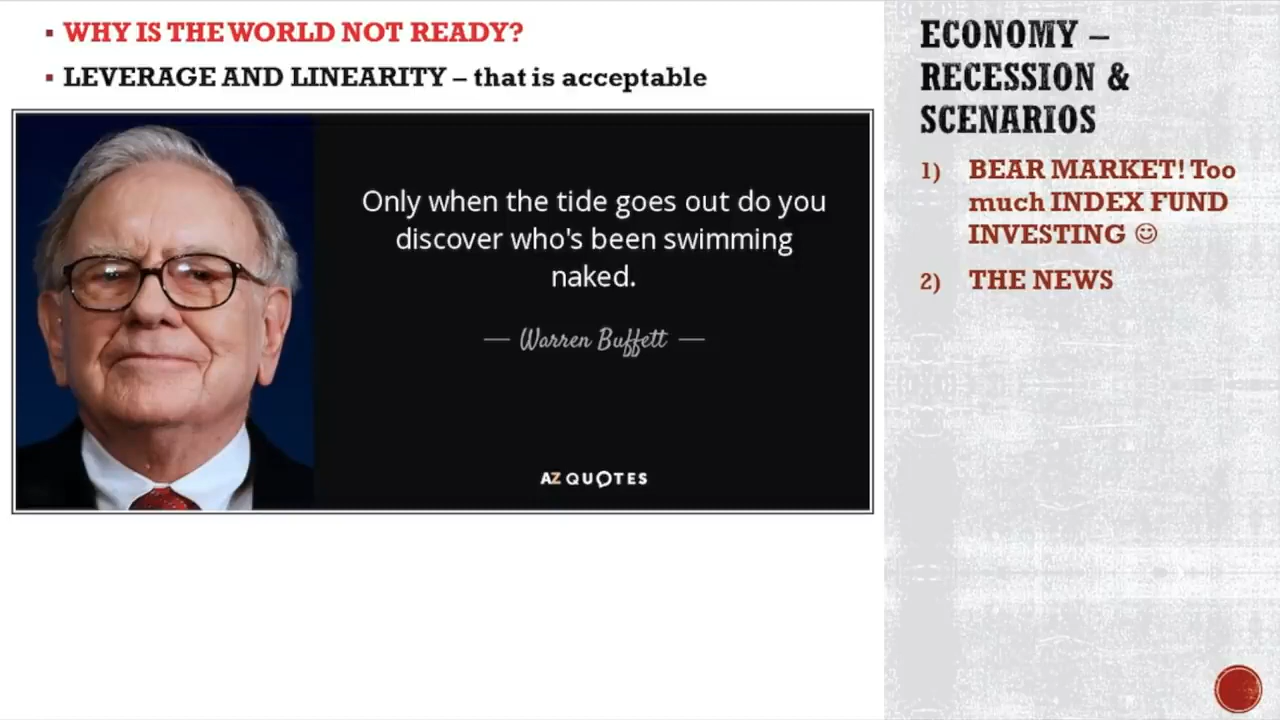 WHY IS THE WORLD NOT READY?
LEVERAGE AND LINEARITY – that is acceptable
Only when the tide goes out do you
discover who's been swimming
naked.
— Warren Buffett —
AZ QUOTES
ECONOMY –
RECESSION &
SCENARIOS
1) BEAR MARKET! Too
much INDEX FUND
INVESTING ☺
2) THE NEWS